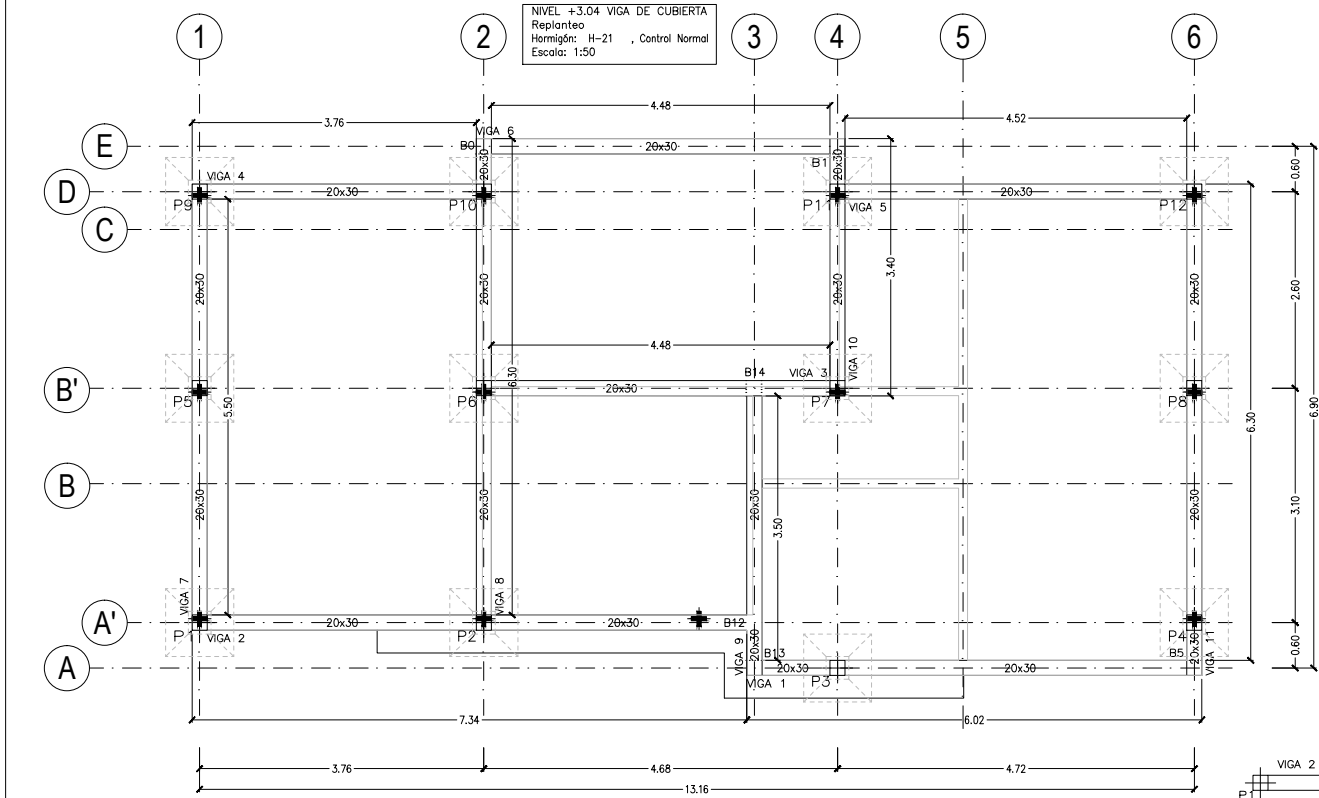 NIVEL +3.04 VIGA DE CUBIERTA
Replanteo
Hormigón: H-21 , Control Normal
Escala: 1:50
1
2
3
4
5
6
4.48
3.76
4.52
VIGA 6
E
B0
20x30
20x30
20x30
B1
0.60
VIGA 4
D
20x30
20x30
P9
P10
P11
VIGA 5
P12
C
3.40
20x30
20x30
20x30
20x30
2.60
4.48
VIGA 10
B'
B14
VIGA 3
6.30
20x30
P5
P6
P7
P8
5.50
6.30
6.90
B
20x30
20x30
20x30
20x30
3.50
3.10
VIGA 7
VIGA 8
A'
20x30
20x30
B12
P1
VIGA 2
P2
P4
20x30
VIGA 9
B13
B5
20x30
VIGA 11
0.60
A
20x30
20x30
VIGA 1
P3
7.34
6.02
3.76
4.68
4.72
13.16
VIGA 2
P1